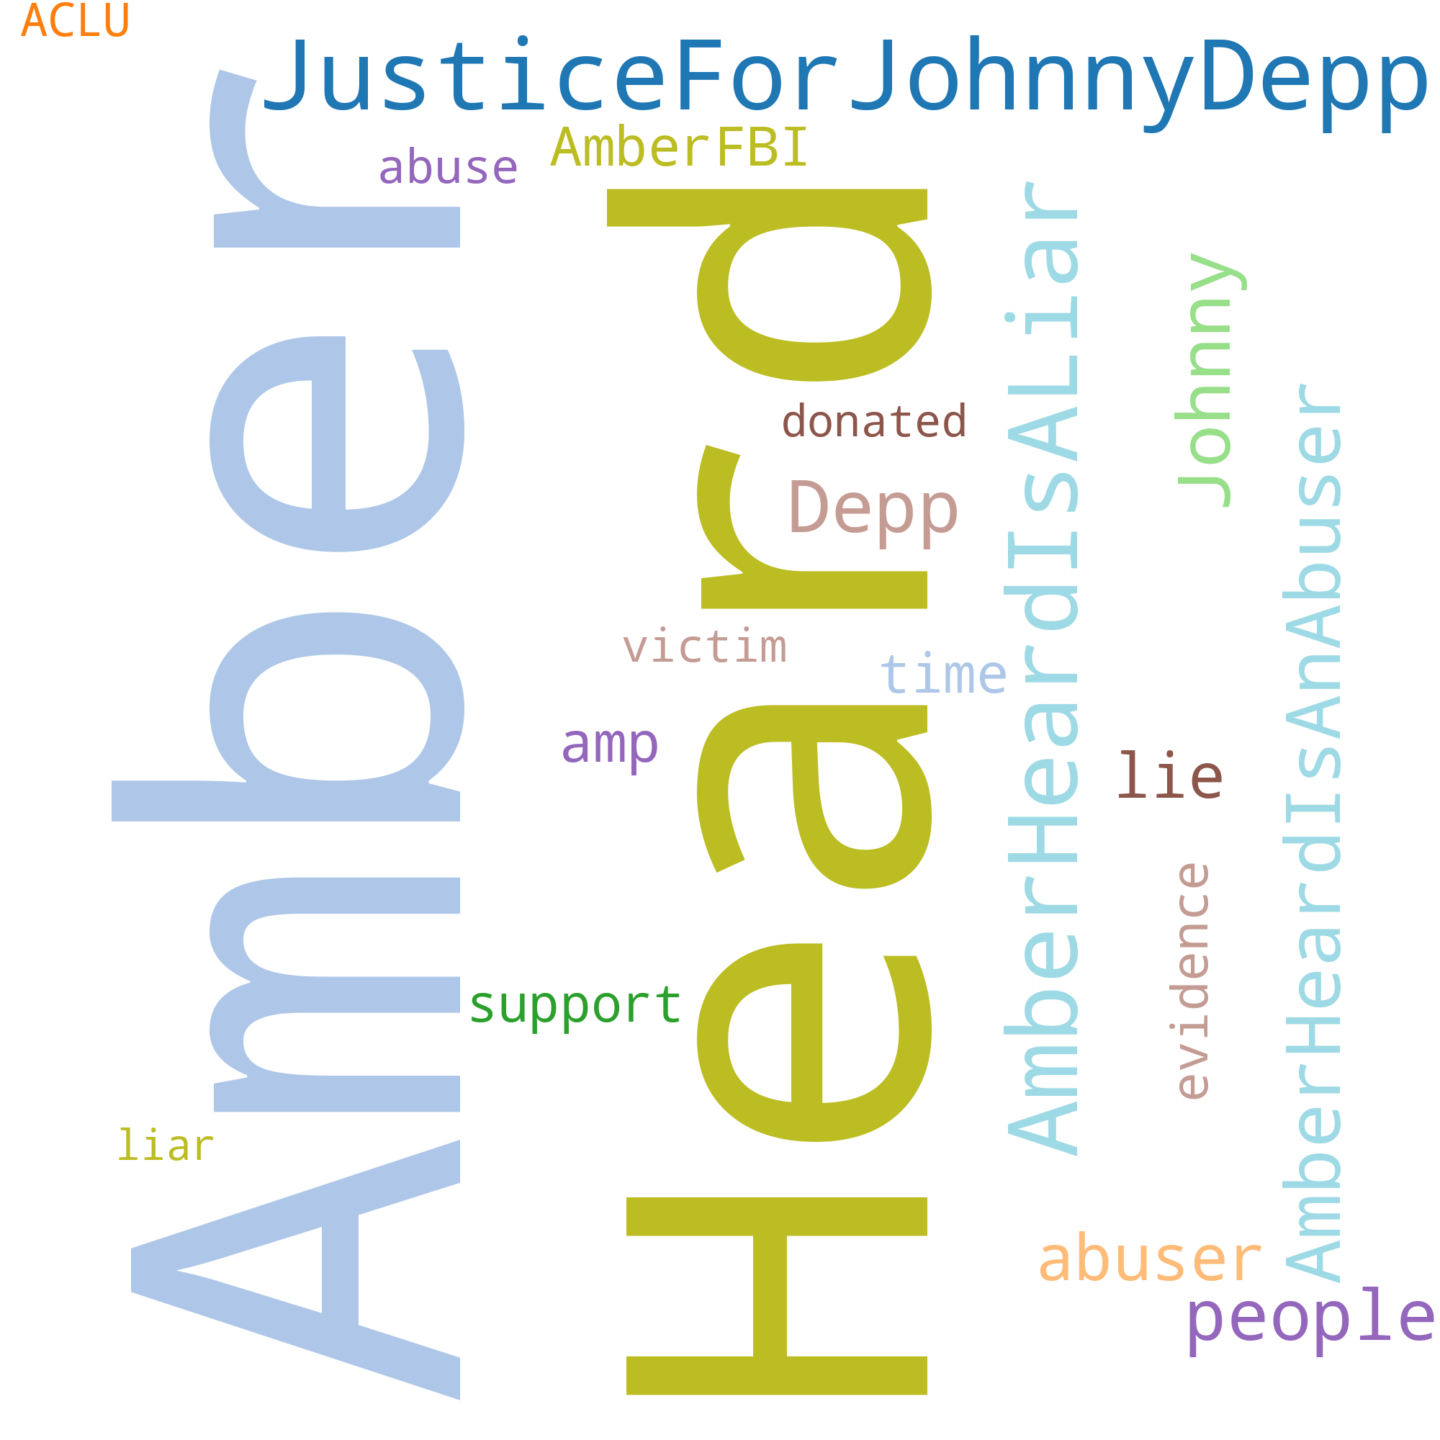 ACLU
JusticeForJohnnyDepp
abuse
AmberFBI
Amber
Heard
AmberHeardIsALiar
Johnny
AmberHeardIsAnAbuser
donated
Depp
victim
time
amp
lie
evidence
support
liar
abuser
people